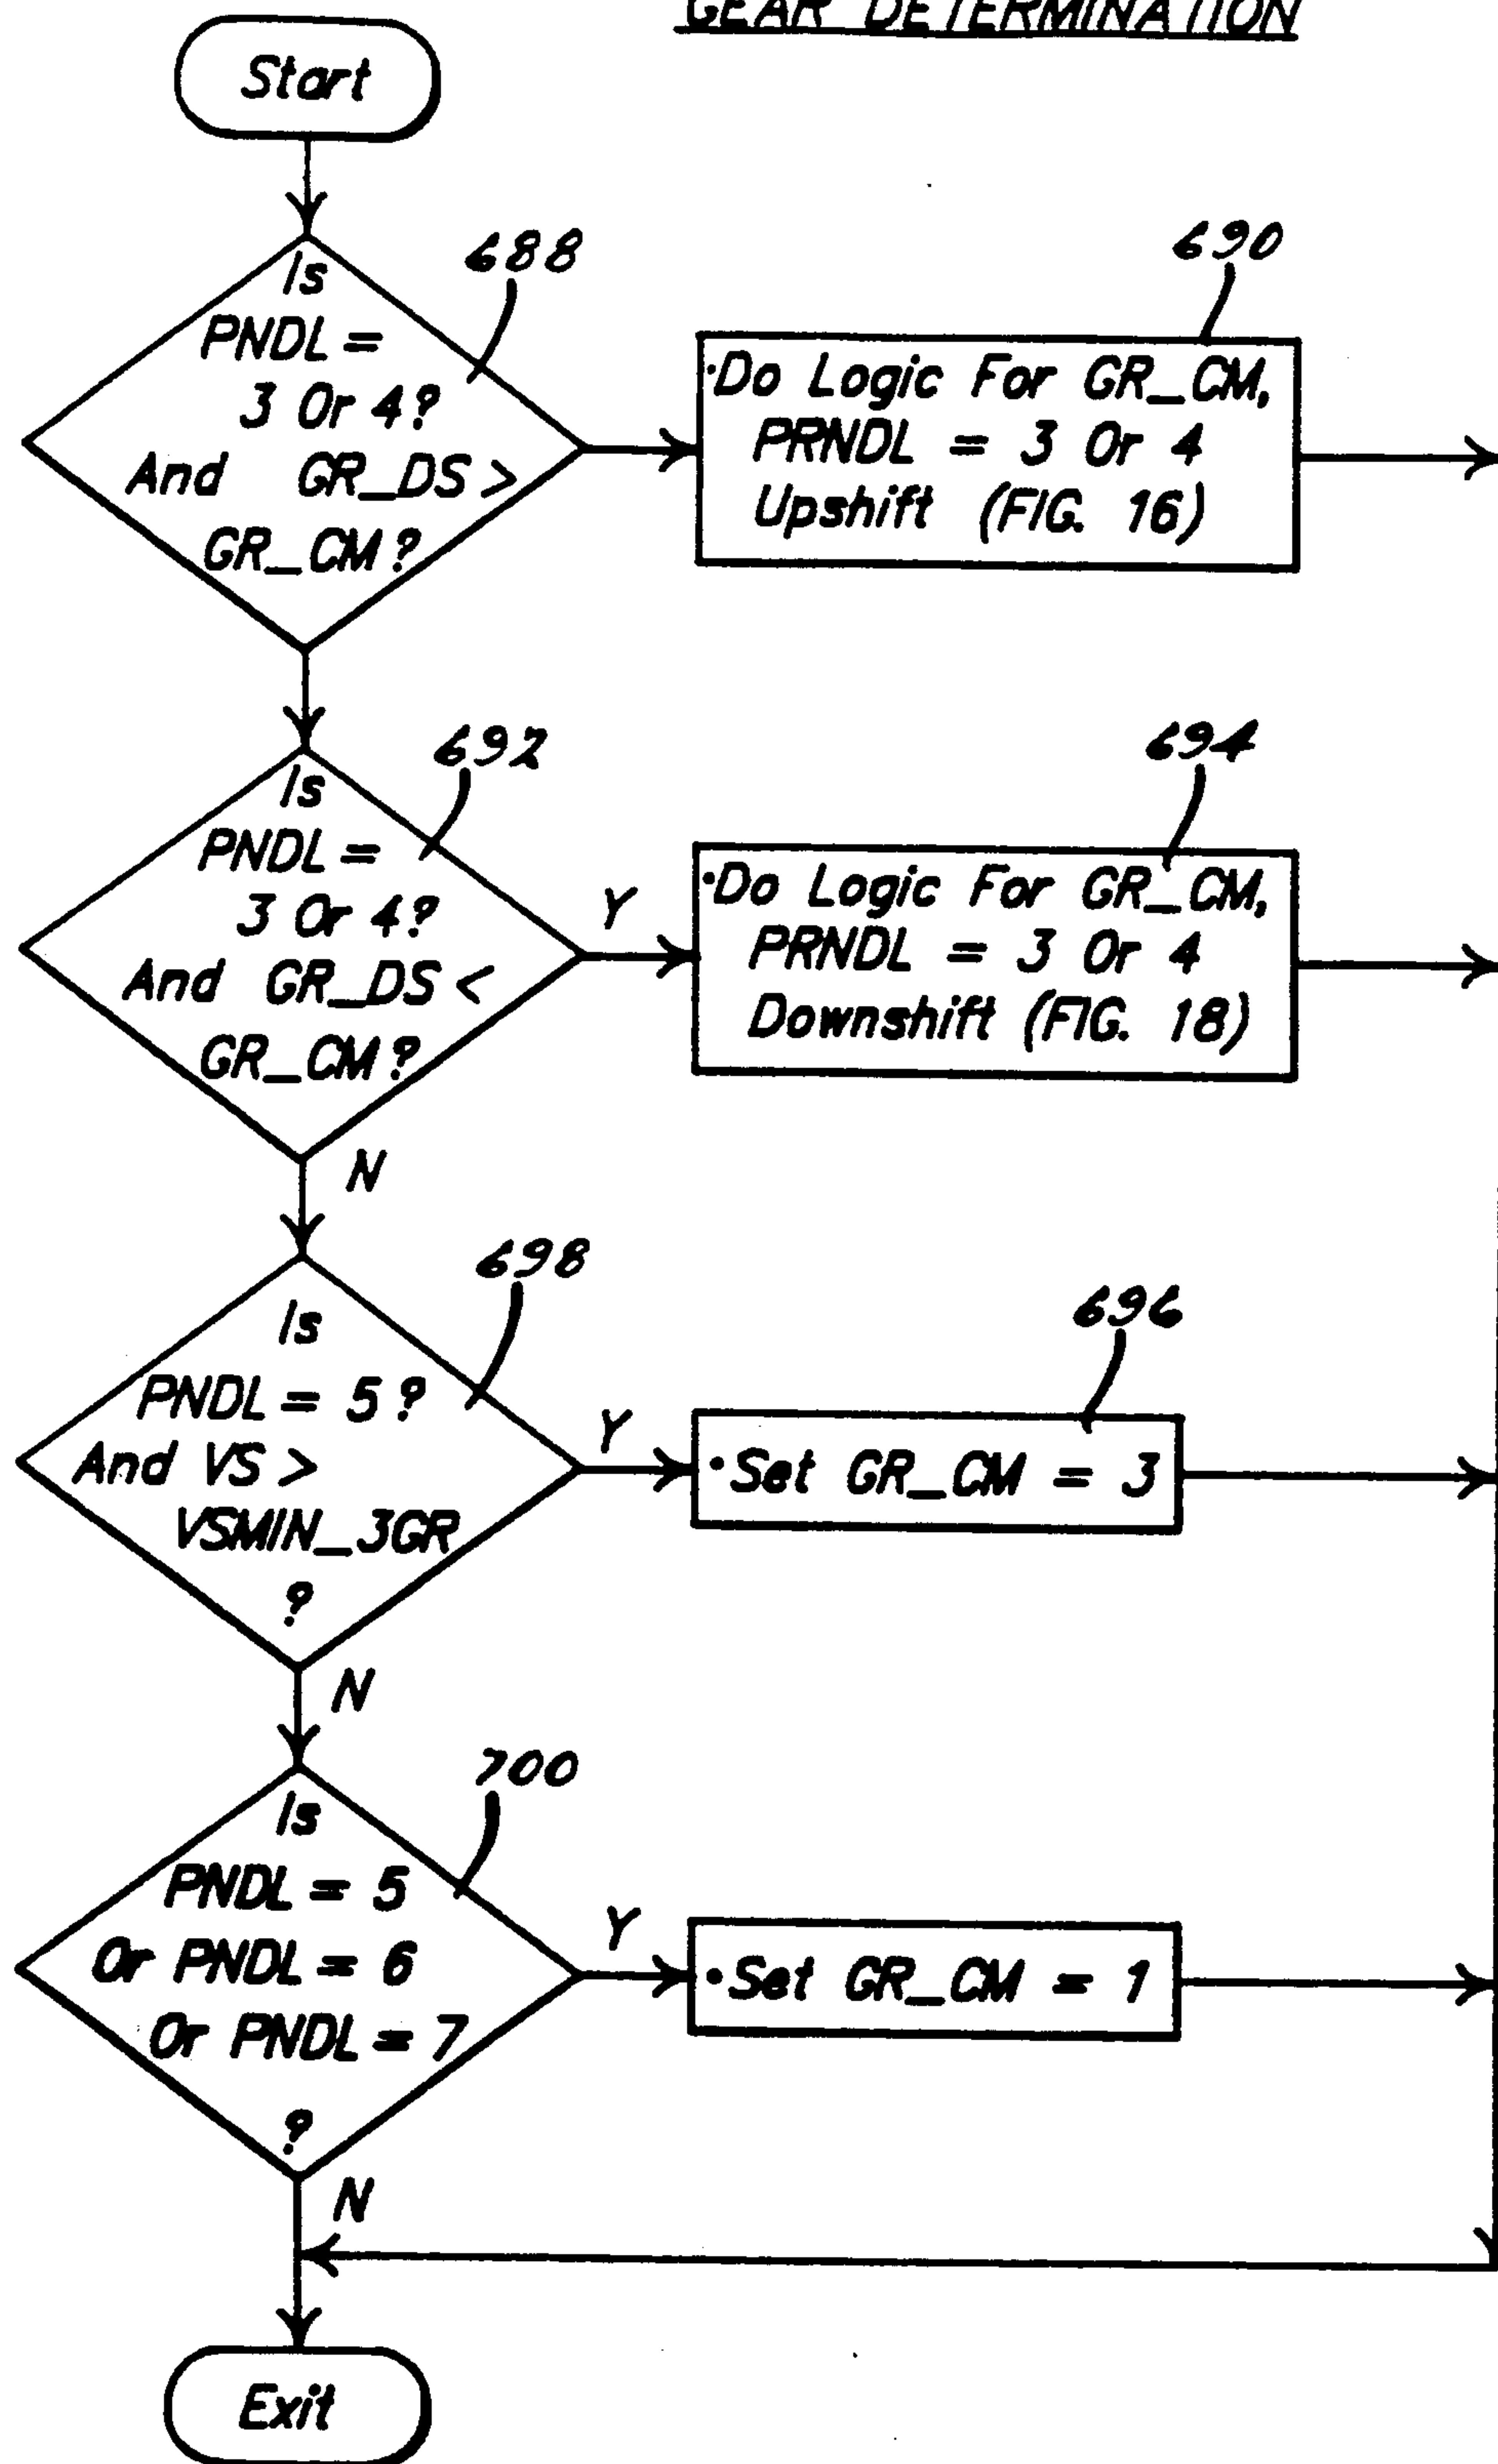 GEAR DETERMINATION
Start
688
Is
PNDL =
3 Or 4?
And GR_DS >
GR_CM?
690
•Do Logic For GR_CM,
PRNDL = 3 Or 4
Upshift (FIG. 16)
692
Is
PNDL =
3 Or 4?
And GR_DS <
GR_CM?
Y
694
•Do Logic For GR_CM,
PRNDL = 3 Or 4
Downshift (FIG. 18)
N
698
Is
PNDL = 5?
And VS >
VSMIN_3GR
?
Y
696
•Set GR_CM = 3
N
700
Is
PNDL = 5
Or PNDL = 6
Or PNDL = 7
?
Y
•Set GR_CM = 1
N
Exit